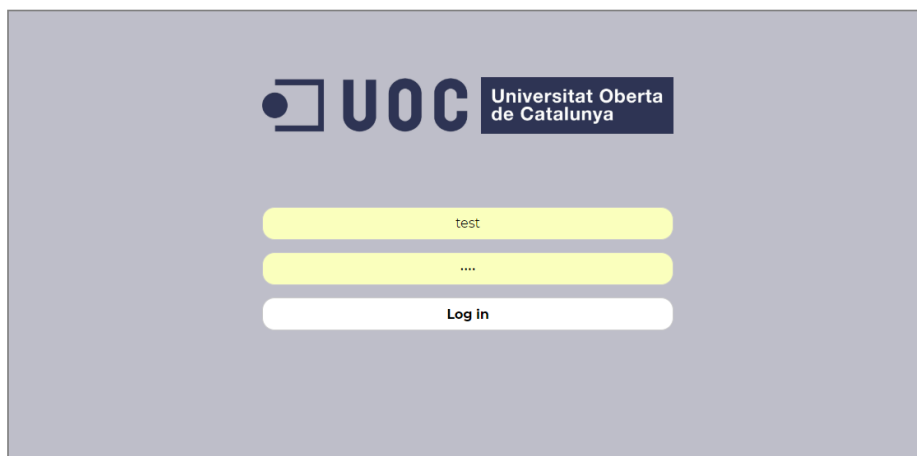 UOC
Universitat Oberta
de Catalunya
test
....
Log in